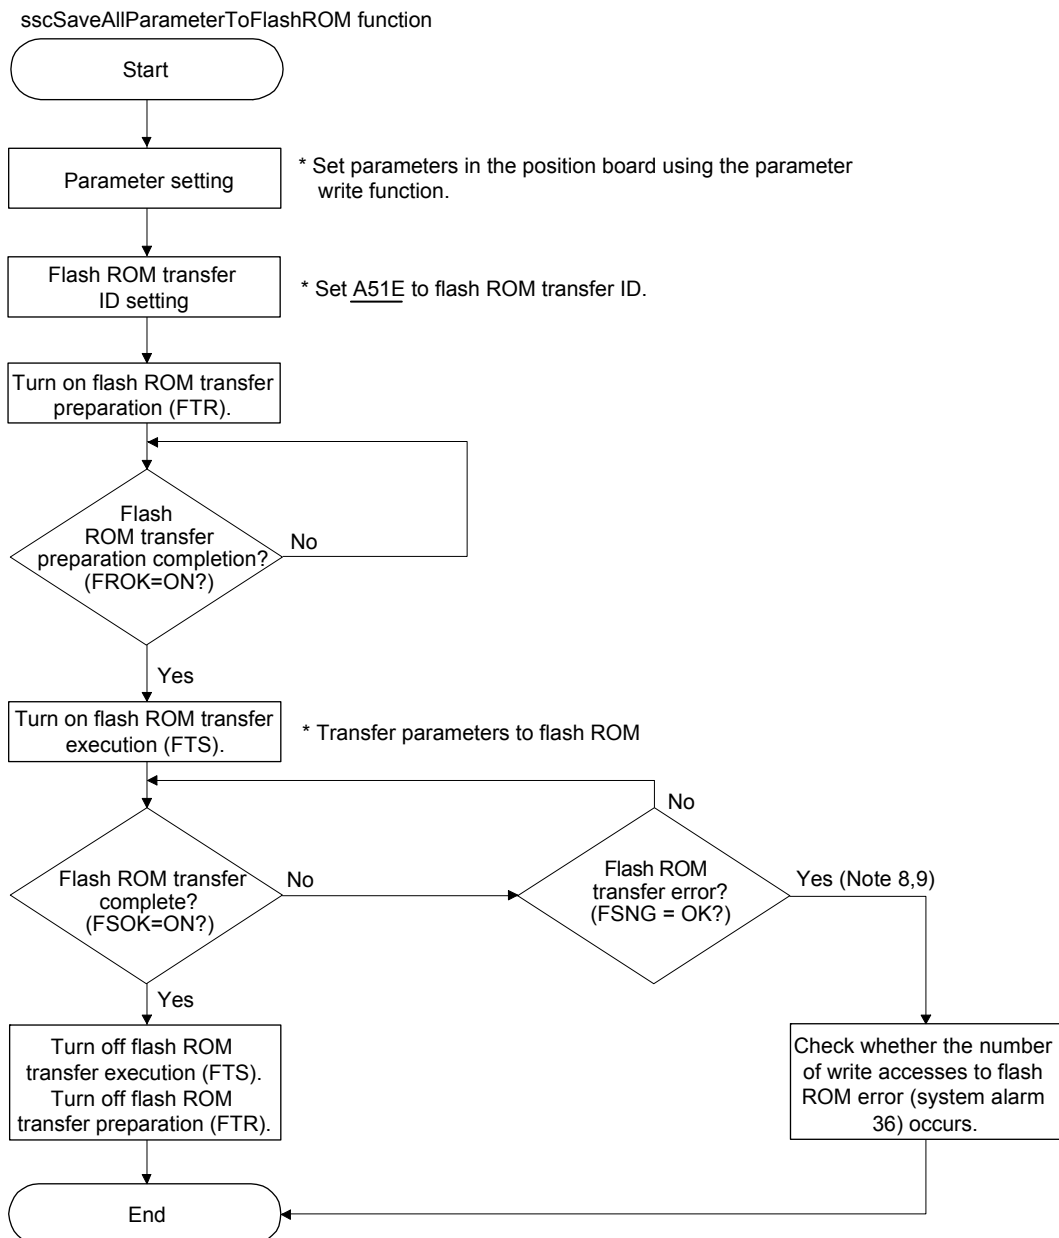 sscSaveAllParameterToFlashROM function
Start
Parameter setting
* Set parameters in the position board using the parameter
write function.
Flash ROM transfer
ID setting
* Set A51E to flash ROM transfer ID.
Turn on flash ROM transfer
preparation (FTR).
Flash
ROM transfer
preparation completion?
(FROK=ON?)
No
Yes
Turn on flash ROM transfer
execution (FTS).
* Transfer parameters to flash ROM
Flash ROM transfer
complete?
(FSOK=ON?)
No
No
Flash ROM
transfer error?
(FSNG = OK?)
Yes (Note 8,9)
Yes
Turn off flash ROM
transfer execution (FTS).
Turn off flash ROM
transfer preparation (FTR).
Check whether the number
of write accesses to flash
ROM error (system alarm
36) occurs.
End